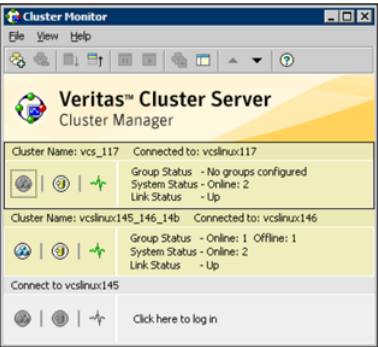 Cluster Monitor
File View Help
Veritas™ Cluster Server
Cluster Manager
Cluster Name: vcs_117 Connected to: vcslinux117
Group Status - No groups configured
System Status - Online: 2
Link Status - Up
Cluster Name: vcslinux145_146_14b Connected to: vcslinux146
Group Status - Online: 1 Offline: 1
System Status - Online: 2
Link Status - Up
Connect to vcslinux145
Click here to log in